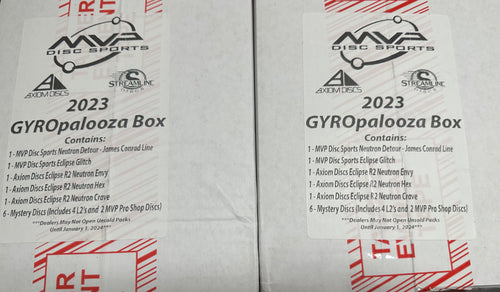 MVP
DISC SPORTS
AXIOM DISCS
STREAMLINE
DISCS
2023
GYROpalooza Box
Contains:
1 - MVP Disc Sports Neutron Detour - James Conrad Line
1 - MVP Disc Sports Eclipse Glitch
1 - Axiom Discs Eclipse R2 Neutron Envy
1 - Axiom Discs Eclipse R2 Neutron Hex
1 - Axiom Discs Eclipse R2 Neutron Crave
6 - Mystery Discs (Includes 4 L2's and 2 MVP Pro Shop Discs)
***Dealers May Not Open Unsold Packs
Until January 1, 2024***
MVP
DISC SPORTS
AXIOM DISCS
STREAMLINE
DISCS
2023
GYROpalooza Box
Contains:
1 - MVP Disc Sports Neutron Detour - James Conrad Line
1 - MVP Disc Sports Eclipse Glitch
1 - Axiom Discs Eclipse R2 Neutron Envy
1 - Axiom Discs Eclipse R2 Neutron Hex
1 - Axiom Discs Eclipse R2 Neutron Crave
6 - Mystery Discs (Includes 4 L2's and 2 MVP Pro Shop Discs)
***Dealers May Not Open Unsold Packs
Until January 1, 2024***